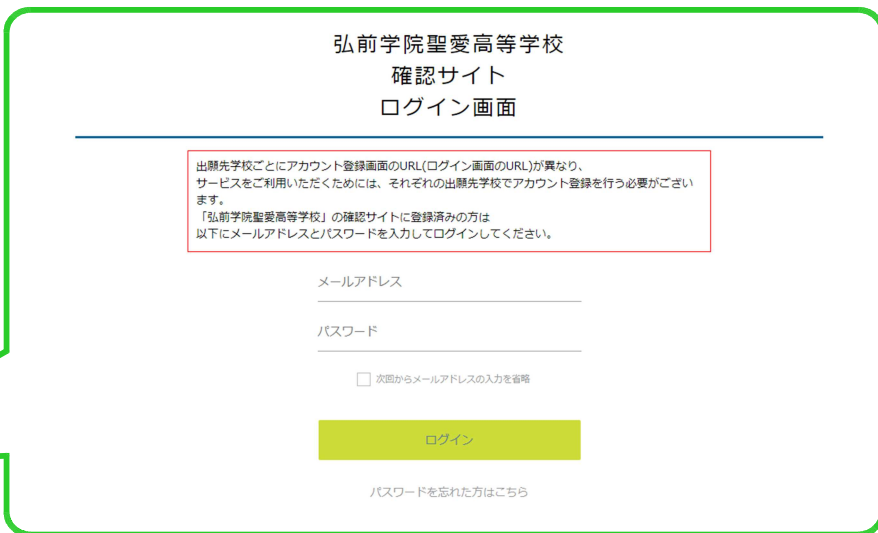 弘前学院聖愛高等学校
確認サイト
ログイン画面
出願先学校ごとにアカウント登録画面のURL(ログイン画面のURL)が異なり、
サービスをご利用いただくためには、それぞれの出願先学校でアカウント登録を行う必要がござい
ます。
「弘前学院聖愛高等学校」の確認サイトに登録済みの方は
以下にメールアドレスとパスワードを入力してログインしてください。
メールアドレス
パスワード
次回からメールアドレスの入力を省略
ログイン
パスワードを忘れた方はこちら